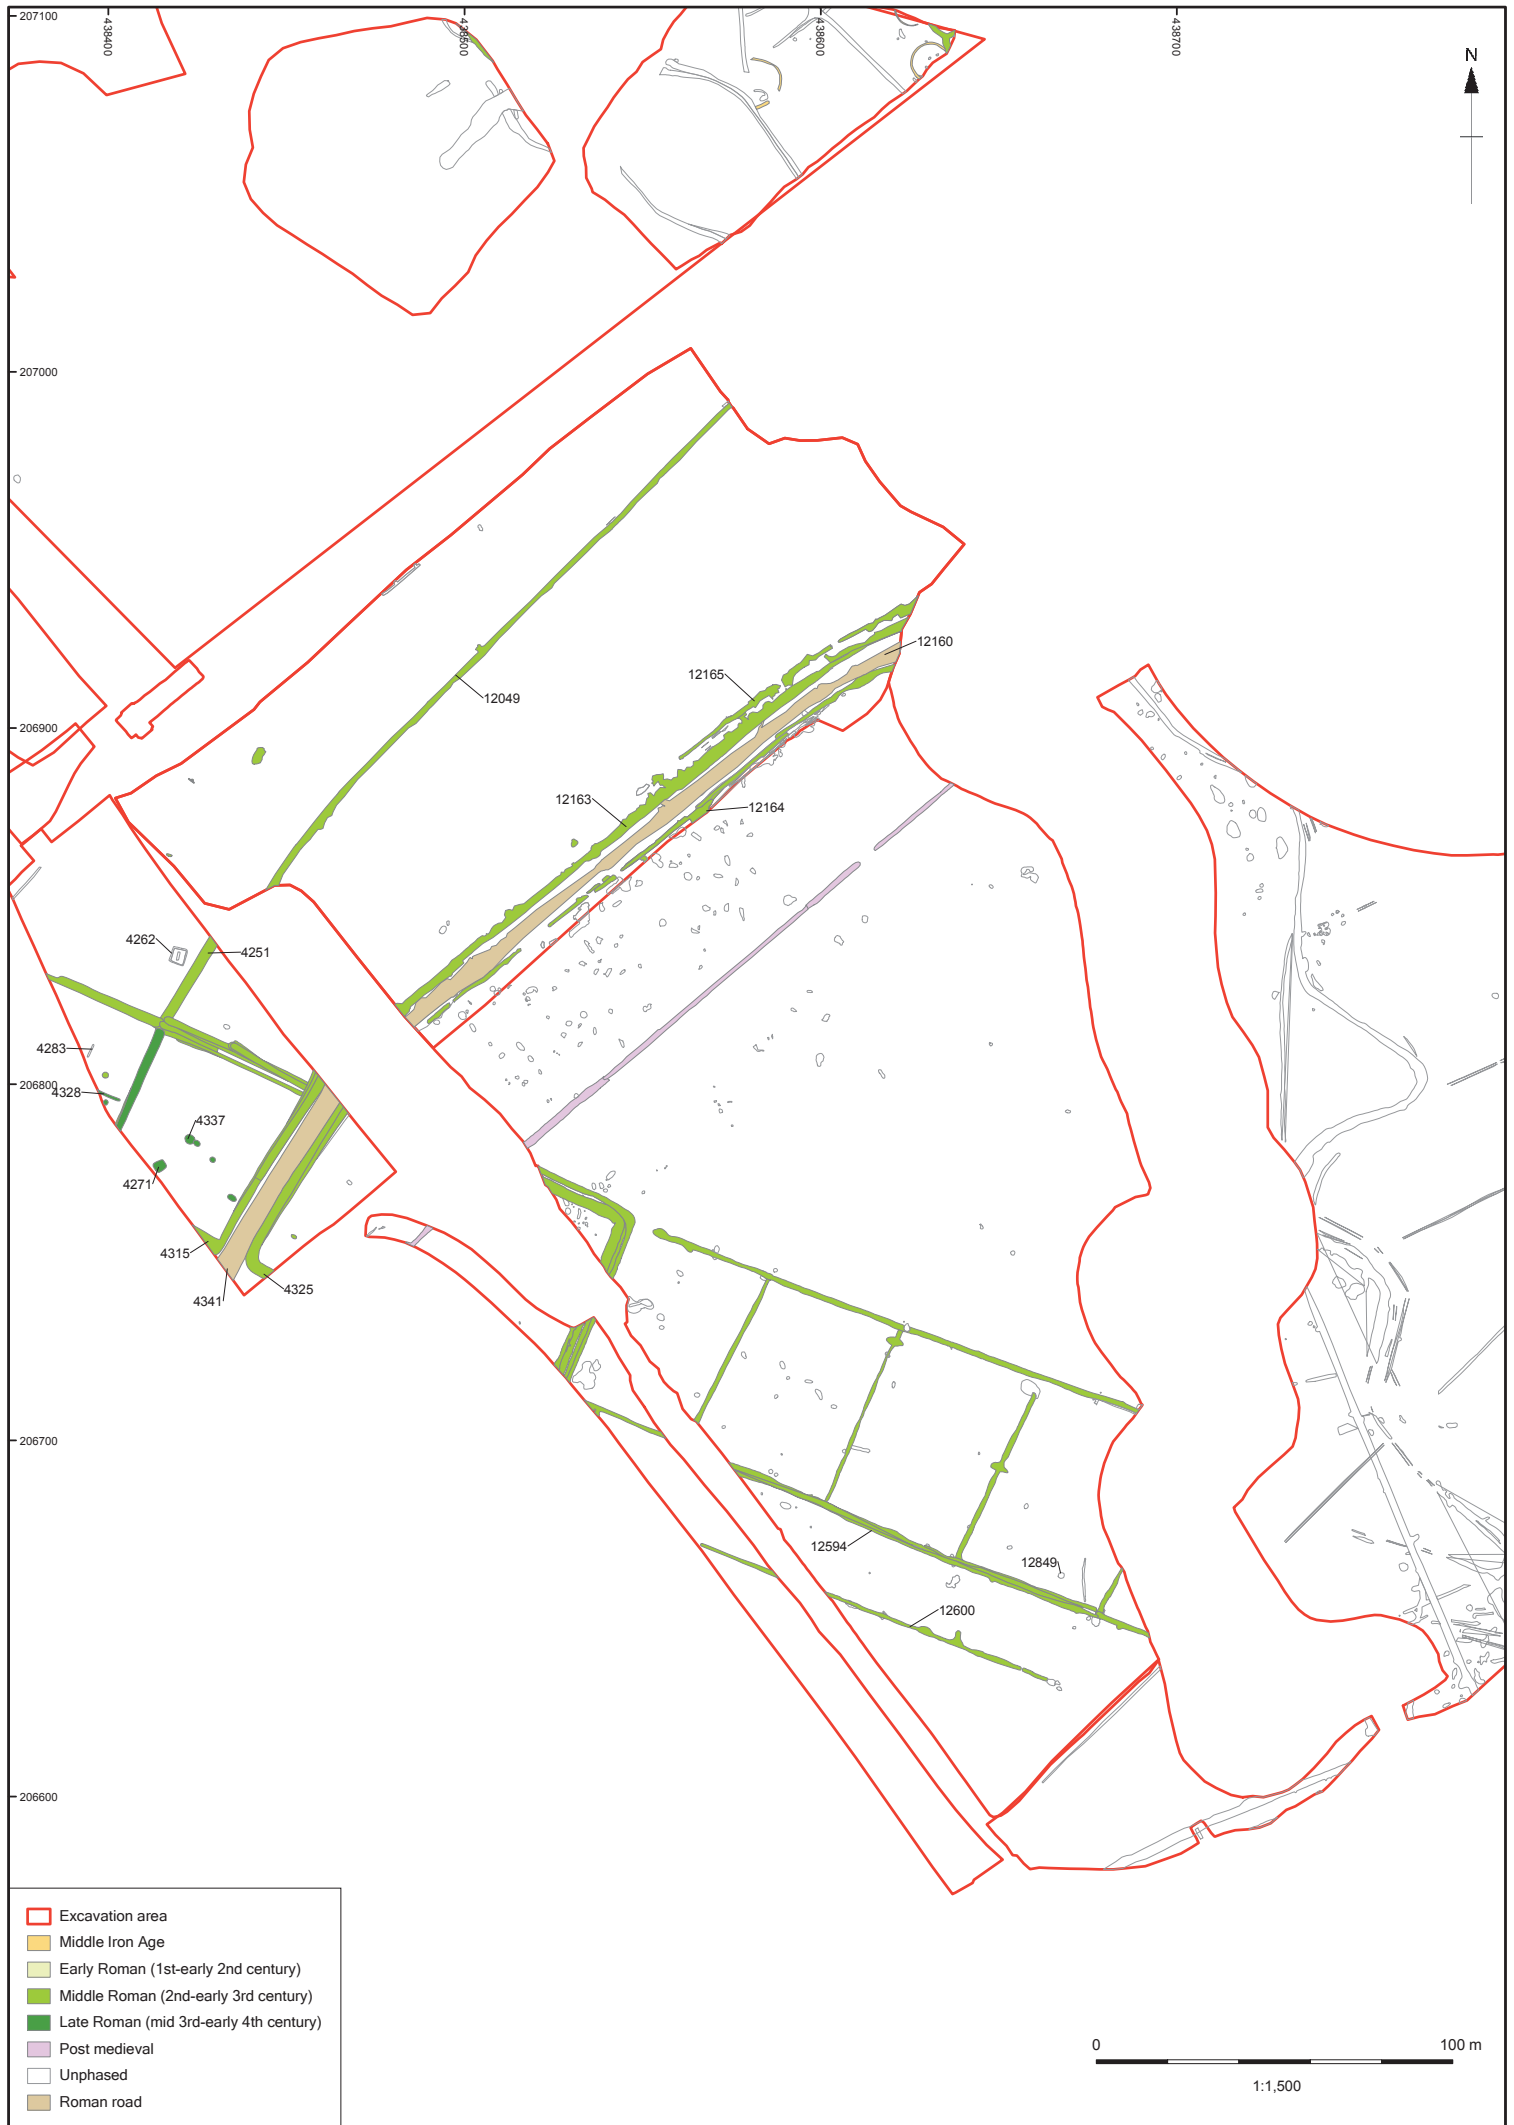 207100
438400
438500
438600
438700
N
207000
12160
12165
12049
206900
12163
12164
4262
4251
4283
206800
4328
4337
4271
4315
4325
4341
206700
12594
12849
12600
206600
Excavation area
Middle Iron Age
Early Roman (1st-early 2nd century)
Middle Roman (2nd-early 3rd century)
Late Roman (mid 3rd-early 4th century)
Post medieval
Unphased
Roman road
0 100 m
1:1,500